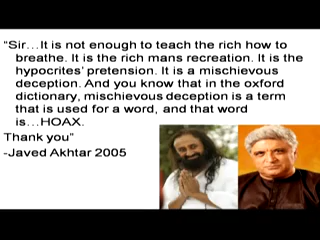 "Sir...It is not enough to teach the rich how to
breathe. It is the rich mans recreation. It is the
hypocrites' pretension. It is a mischievous
deception. And you know that in the oxford
dictionary, mischievous deception is a term
that is used for a word, and that word
is...HOAX.
Thank you"
-Javed Akhtar 2005